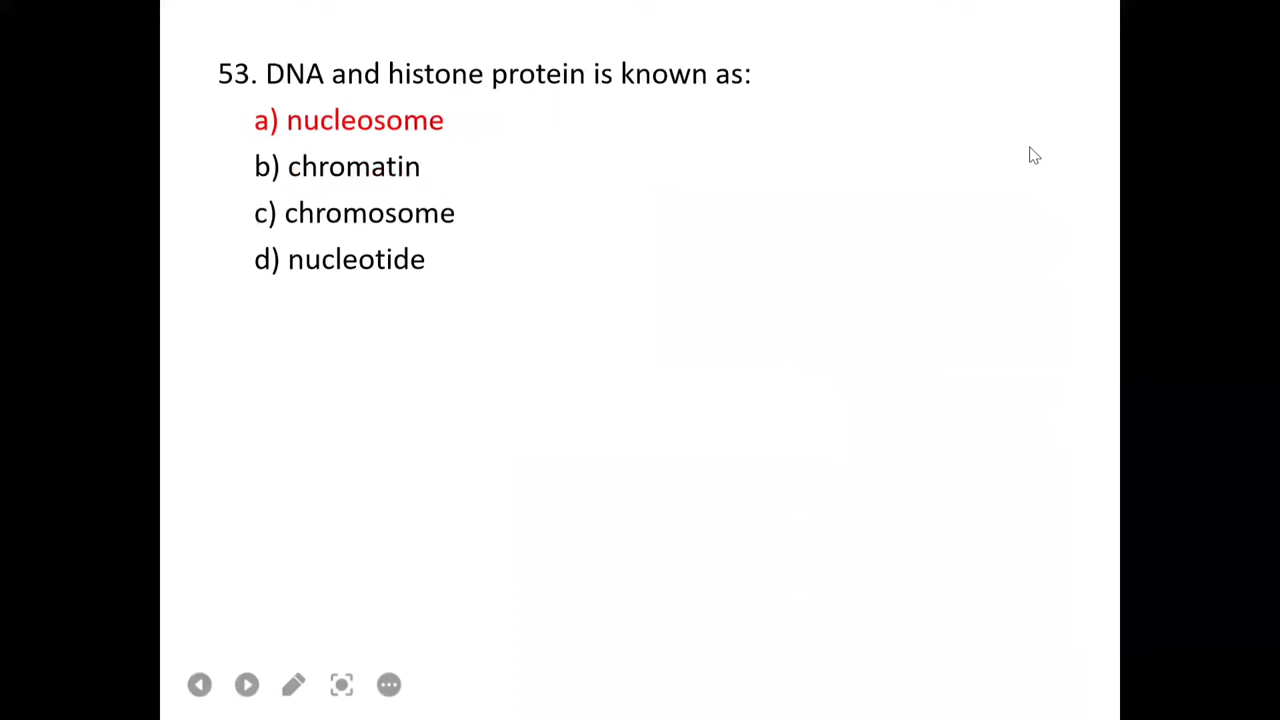 53. DNA and histone protein is known as:
a) nucleosome
b) chromatin
c) chromosome
d) nucleotide